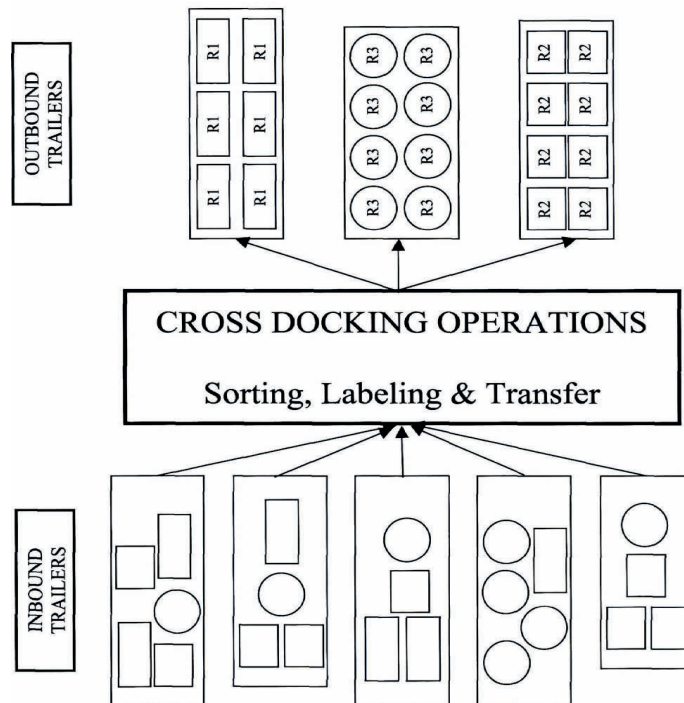 OUTBOUND
TRAILERS
R1 R1
R1 R1
R1 R1
R3 R3
R3 R3
R3 R3
R3 R3
R2 R2
R2 R2
R2 R2
R2 R2
CROSS DOCKING OPERATIONS
Sorting, Labeling & Transfer
INBOUND
TRAILERS